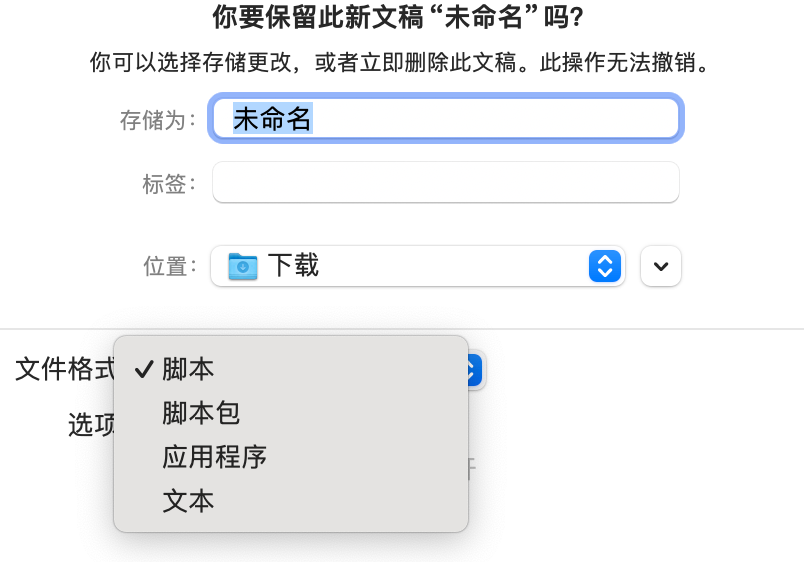 你要保留此新文稿“未命名”吗?
你可以选择存储更改，或者立即删除此文稿。此操作无法撤销。
存储为：
未命名
标签：
位置：
下载
文件格式
脚本
脚本包
选项
应用程序
文本